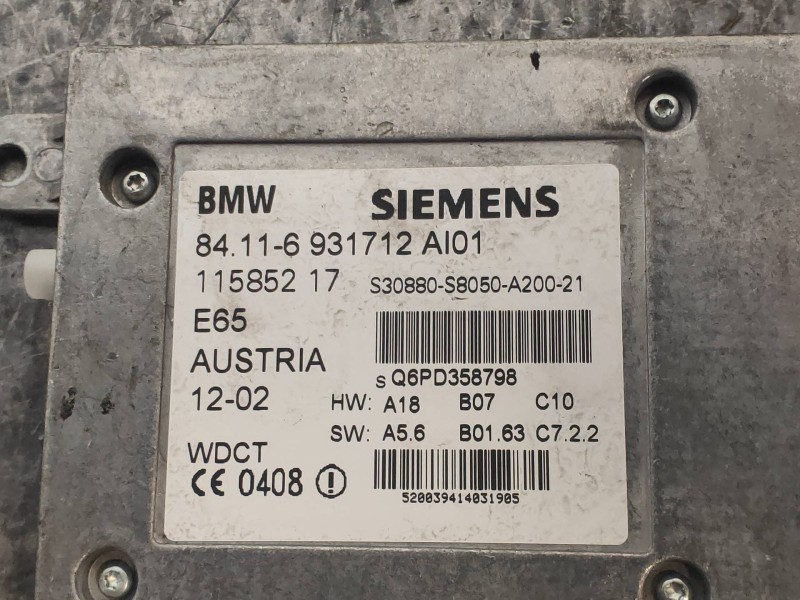 BMW SIEMENS
84.11-6 931712 AI01
115852 17 S30880-S8050-A200-21
E65
AUSTRIA
S Q6PD358798
12-02 HW: A18 B07 C10
SW: A5.6 B01.63 C7.2.2
WDCT
CE 0408
520039414031905